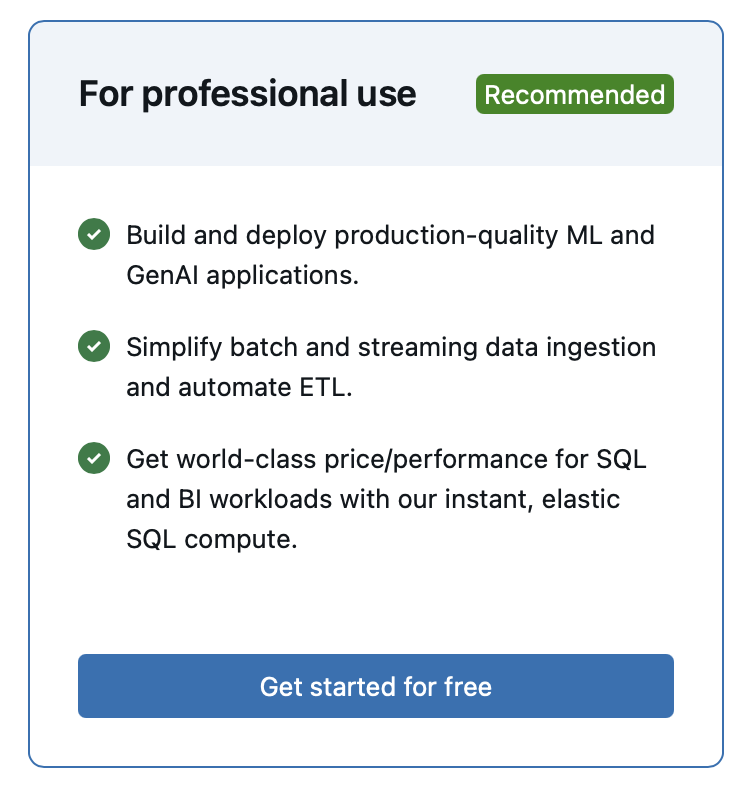 For professional use
Recommended
Build and deploy production-quality ML and
GenAI applications.
Simplify batch and streaming data ingestion
and automate ETL.
Get world-class price/performance for SQL
and BI workloads with our instant, elastic
SQL compute.
Get started for free